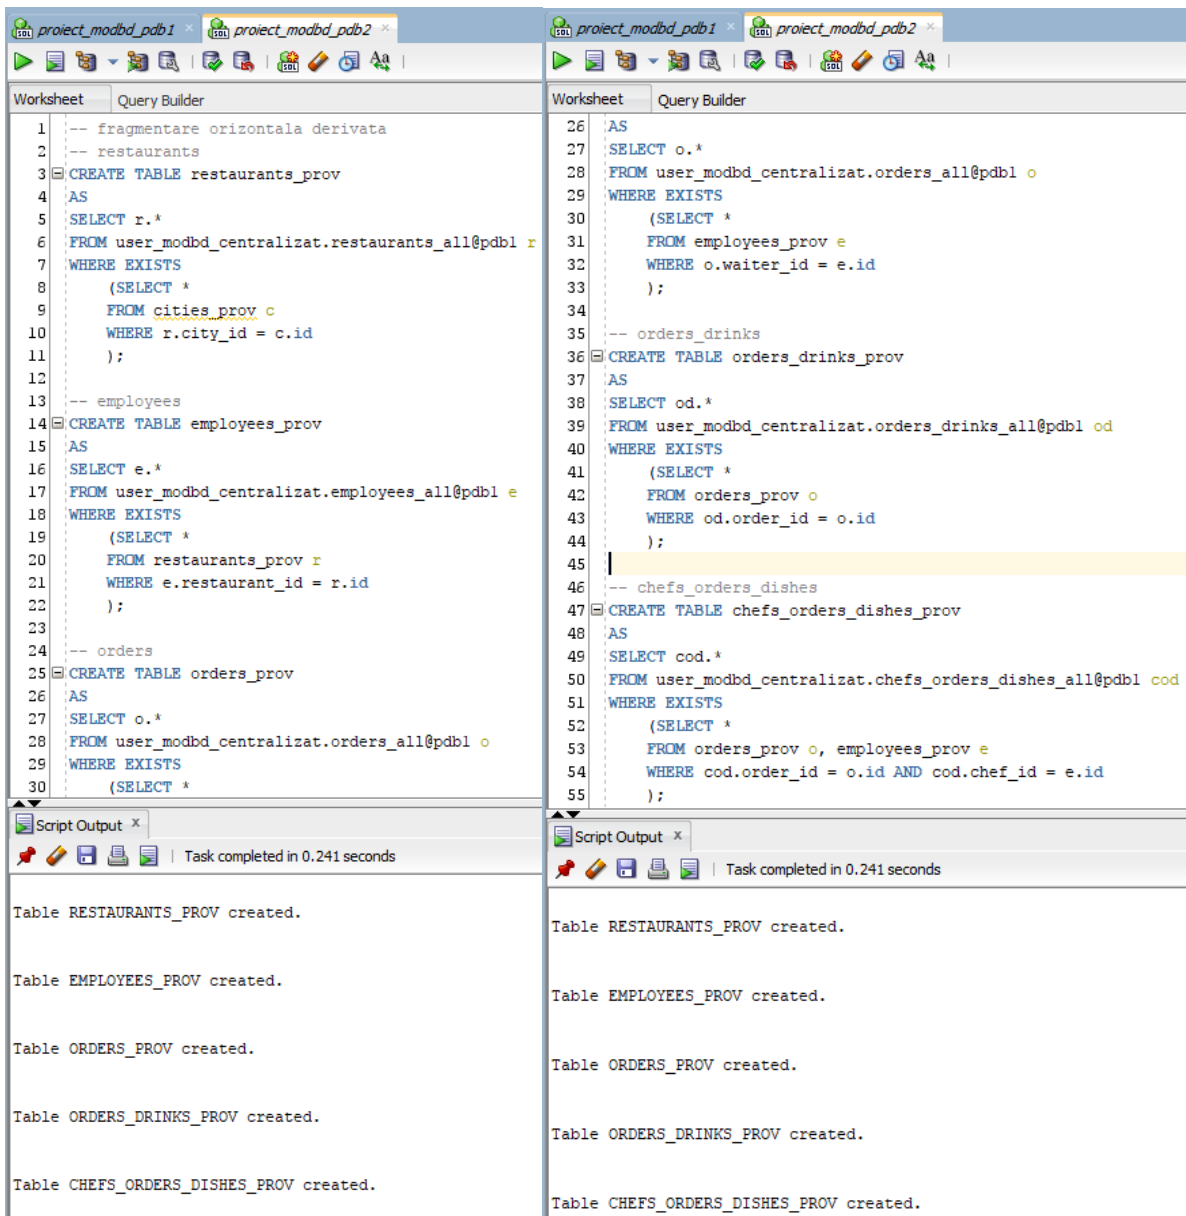 proiect_modbd_pdb1 × proiect_modbd_pdb2 ×
Worksheet Query Builder
1 -- fragmentare orizontala derivata
2 -- restaurants
3 CREATE TABLE restaurants_prov
4 AS
5 SELECT r.*
6 FROM user_modbd_centralizat.restaurants_all@pdb1 r
7 WHERE EXISTS
8 (SELECT *
9 FROM cities_prov c
10 WHERE r.city_id = c.id
11 );
12
13 -- employees
14 CREATE TABLE employees_prov
15 AS
16 SELECT e.*
17 FROM user_modbd_centralizat.employees_all@pdb1 e
18 WHERE EXISTS
19 (SELECT *
20 FROM restaurants_prov r
21 WHERE e.restaurant_id = r.id
22 );
23
24 -- orders
25 CREATE TABLE orders_prov
26 AS
27 SELECT o.*
28 FROM user_modbd_centralizat.orders_all@pdb1 o
29 WHERE EXISTS
30 (SELECT *
Script Output x
Task completed in 0.241 seconds
Table RESTAURANTS_PROV created.
Table EMPLOYEES_PROV created.
Table ORDERS_PROV created.
Table ORDERS_DRINKS_PROV created.
Table CHEFS_ORDERS_DISHES_PROV created.
proiect_modbd_pdb1 × proiect_modbd_pdb2 ×
Worksheet Query Builder
26 AS
27 SELECT o.*
28 FROM user_modbd_centralizat.orders_all@pdb1 o
29 WHERE EXISTS
30 (SELECT *
31 FROM employees_prov e
32 WHERE o.waiter_id = e.id
33 );
34
35 -- orders_drinks
36 CREATE TABLE orders_drinks_prov
37 AS
38 SELECT od.*
39 FROM user_modbd_centralizat.orders_drinks_all@pdb1 od
40 WHERE EXISTS
41 (SELECT *
42 FROM orders_prov o
43 WHERE od.order_id = o.id
44 );
45
46 -- chefs_orders_dishes
47 CREATE TABLE chefs_orders_dishes_prov
48 AS
49 SELECT cod.*
50 FROM user_modbd_centralizat.chefs_orders_dishes_all@pdb1 cod
51 WHERE EXISTS
52 (SELECT *
53 FROM orders_prov o, employees_prov e
54 WHERE cod.order_id = o.id AND cod.chef_id = e.id
55 );
Script Output x
Task completed in 0.241 seconds
Table RESTAURANTS_PROV created.
Table EMPLOYEES_PROV created.
Table ORDERS_PROV created.
Table ORDERS_DRINKS_PROV created.
Table CHEFS_ORDERS_DISHES_PROV created.